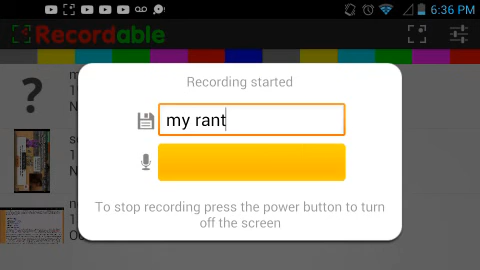 6:36 PM
Recordable
Recording started
my rant
To stop recording press the power button to turn
off the screen